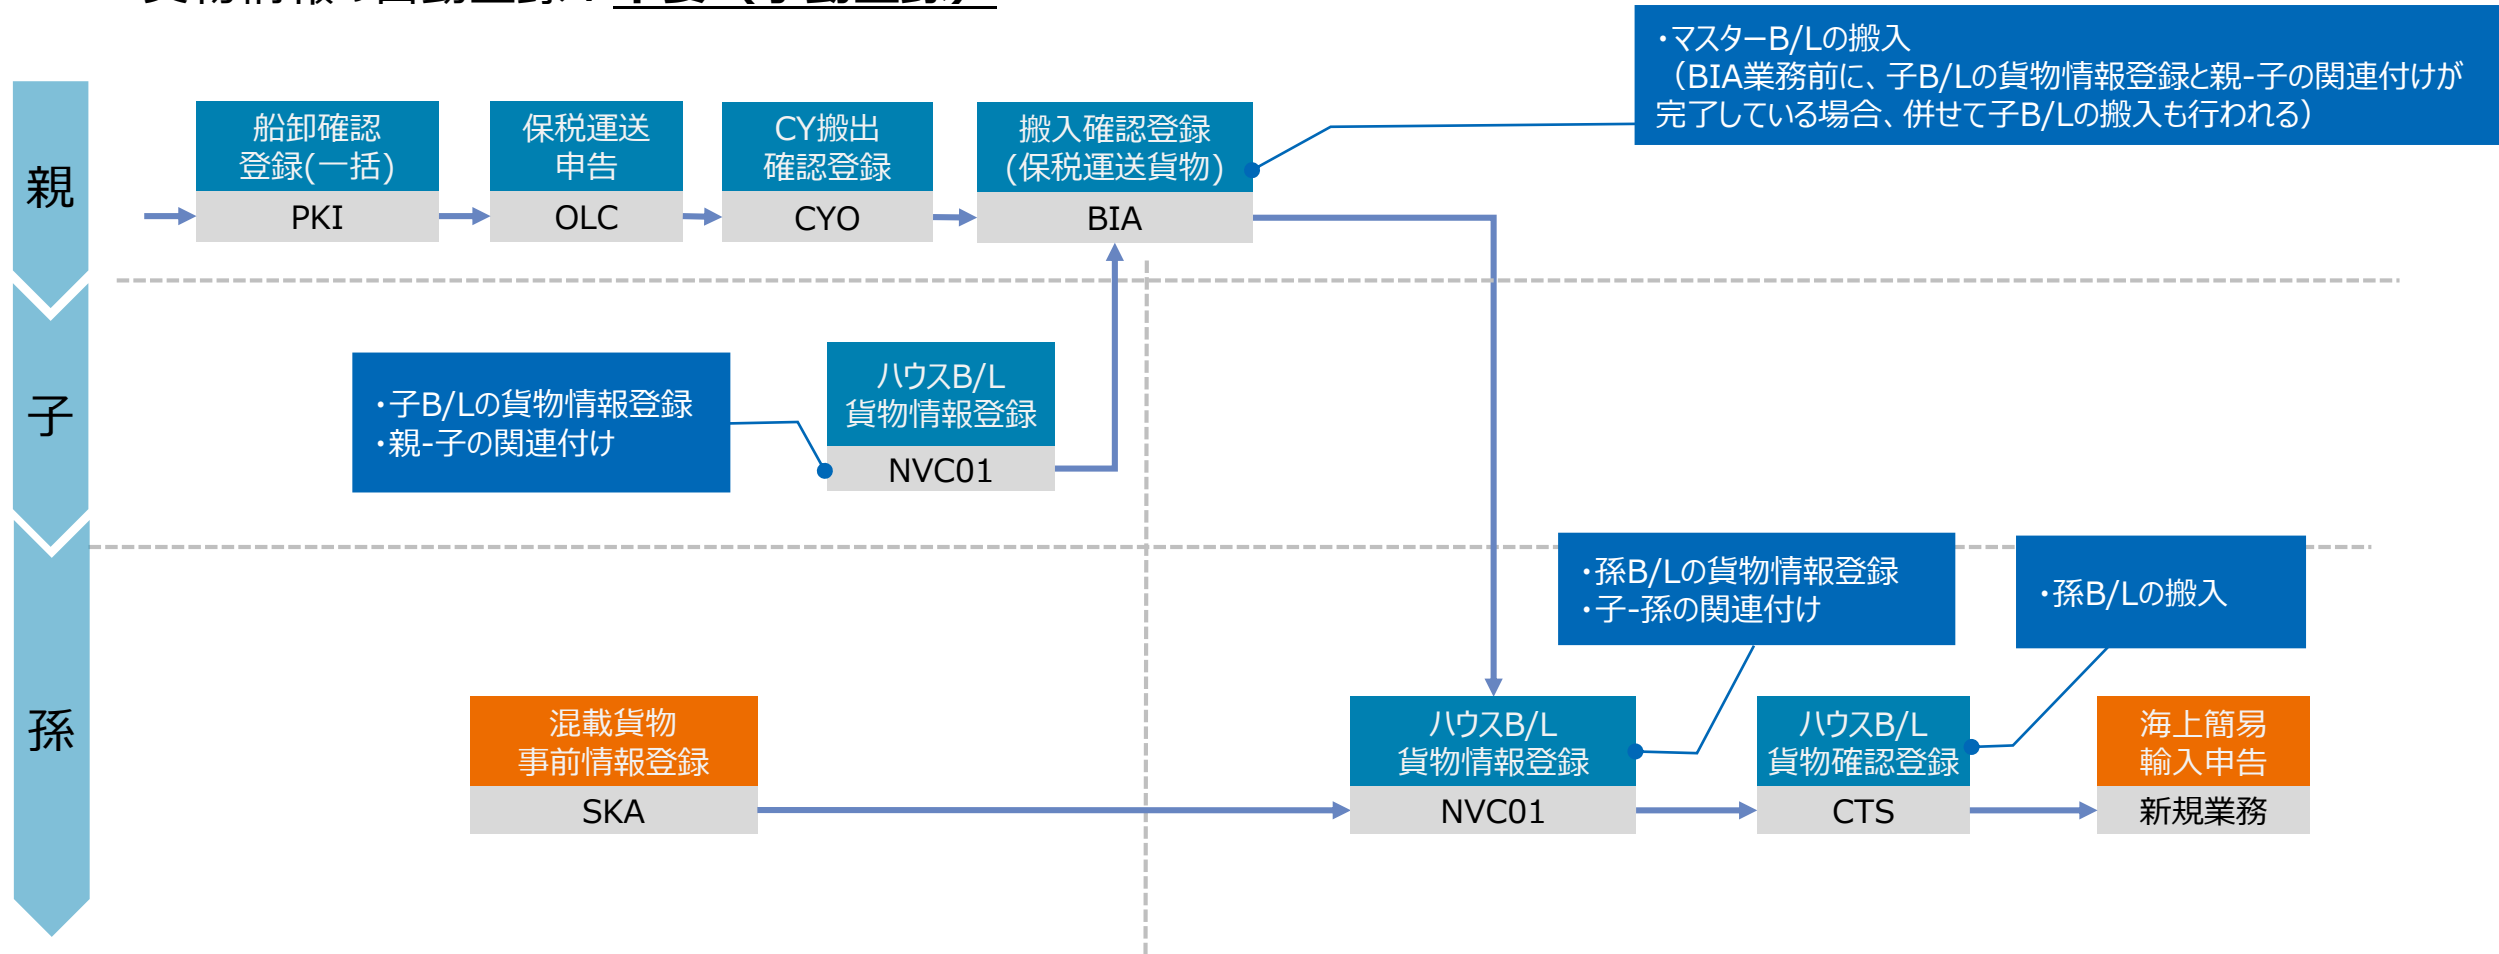 ・マスターB/Lの搬入
（BIA業務前に、子B/Lの貨物情報登録と親-子の関連付けが
完了している場合、併せて子B/Lの搬入も行われる）
親
船卸確認
登録(一括)
PKI
保税運送
申告
OLC
CY搬出
確認登録
CYO
搬入確認登録
(保税運送貨物)
BIA
子
・子B/Lの貨物情報登録
・親-子の関連付け
ハウスB/L
貨物情報登録
NVC01
孫
・孫B/Lの貨物情報登録
・子-孫の関連付け
・孫B/Lの搬入
混載貨物
事前情報登録
SKA
ハウスB/L
貨物情報登録
NVC01
ハウスB/L
貨物確認登録
CTS
海上簡易
輸入申告
新規業務